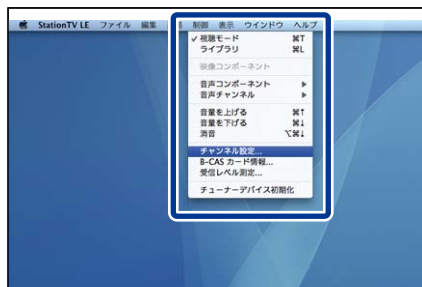 StationTV LE ファイル 編集 制御 表示 ウインドウ ヘルプ
✓ 視聴モード ⌘T
ライブラリ ⌘L
映像コンポーネント
音声コンポーネント ▶
音声チャンネル ▶
音量を上げる ⌘↑
音量を下げる ⌘↓
消音 ⌥⌘↓
チャンネル設定...
B-CAS カード情報...
受信レベル測定...
チューナーデバイス初期化